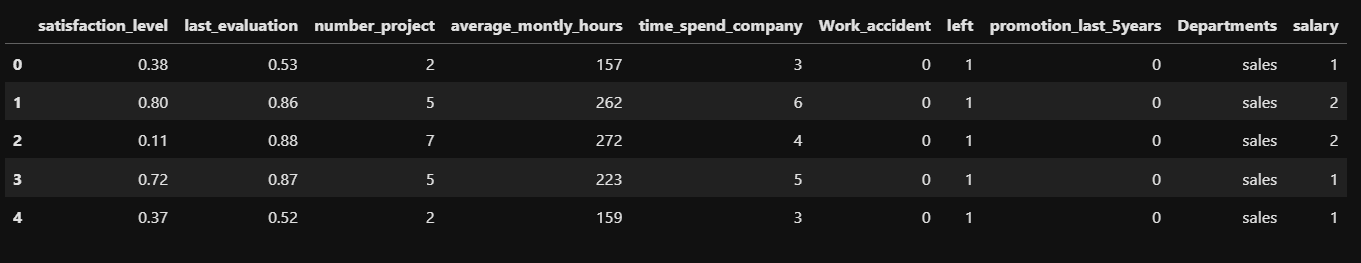 satisfaction_level last_evaluation number_project average_montly_hours time_spend_company Work_accident left promotion_last_5years Departments salary
0 0.38 0.53 2 157 3 0 1 0 sales 1
1 0.80 0.86 5 262 6 0 1 0 sales 2
2 0.11 0.88 7 272 4 0 1 0 sales 2
3 0.72 0.87 5 223 5 0 1 0 sales 1
4 0.37 0.52 2 159 3 0 1 0 sales 1